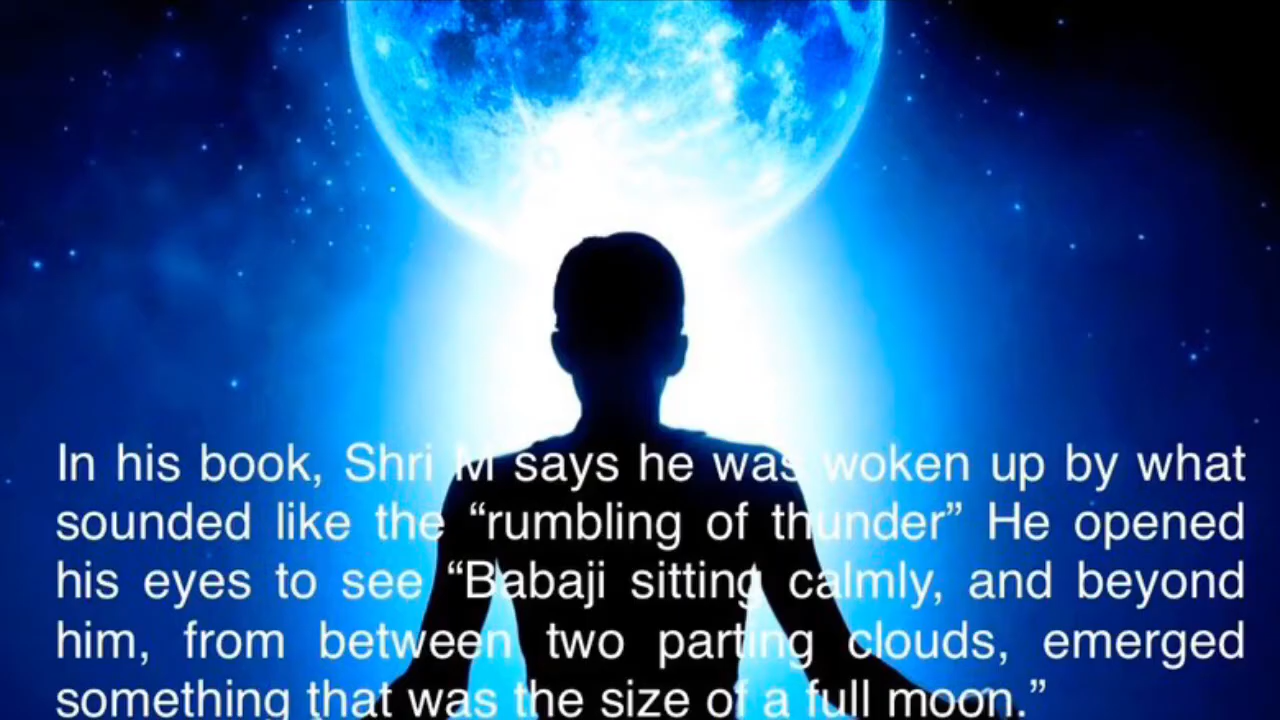 In his book, Shri M says he was woken up by what
sounded like the “rumbling of thunder” He opened
his eyes to see “Babaji sitting calmly, and beyond
him, from between two parting clouds, emerged
something that was the size of a full moon.”